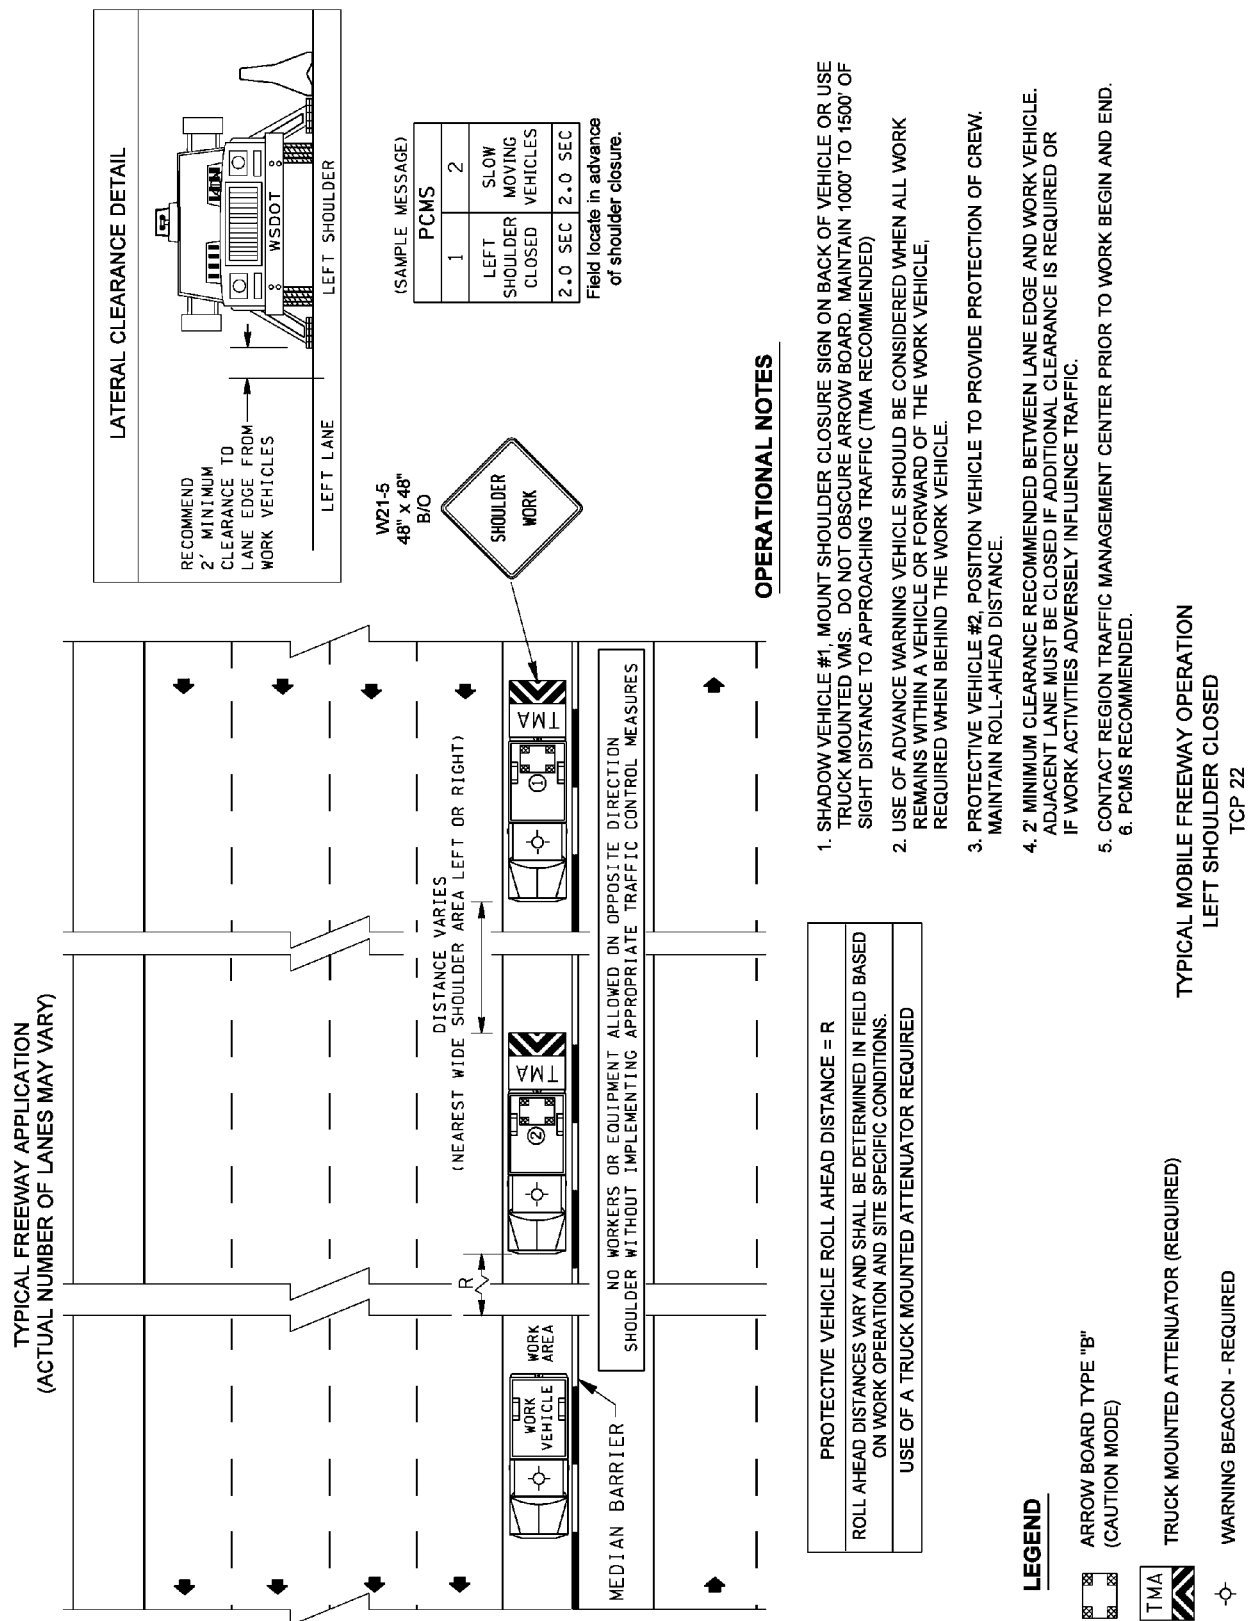 TYPICAL FREEWAY APPLICATION
(ACTUAL NUMBER OF LANES MAY VARY)
LATERAL CLEARANCE DETAIL
RECOMMEND
2' MINIMUM
CLEARANCE TO
LANE EDGE FROM
WORK VEHICLES
WSDOT
LEFT LANE
LEFT SHOULDER
DISTANCE VARIES
(NEAREST WIDE SHOULDER AREA LEFT OR RIGHT)
R
WORK
VEHICLE
WORK
AREA
2
TMA
1
TMA
MEDIAN BARRIER
NO WORKERS OR EQUIPMENT ALLOWED ON OPPOSITE DIRECTION
SHOULDER WITHOUT IMPLEMENTING APPROPRIATE TRAFFIC CONTROL MEASURES
W21-5
48" x 48"
B/O
SHOULDER
WORK
(SAMPLE MESSAGE)
PCMS
1 2
LEFT SHOULDER CLOSED
SLOW MOVING VEHICLES
2.0 SEC 2.0 SEC
Field locate in advance
of shoulder closure.
PROTECTIVE VEHICLE ROLL AHEAD DISTANCE = R
ROLL AHEAD DISTANCES VARY AND SHALL BE DETERMINED IN FIELD BASED
ON WORK OPERATION AND SITE SPECIFIC CONDITIONS.
USE OF A TRUCK MOUNTED ATTENUATOR REQUIRED
OPERATIONAL NOTES
1. SHADOW VEHICLE #1, MOUNT SHOULDER CLOSURE SIGN ON BACK OF VEHICLE OR USE
TRUCK MOUNTED VMS. DO NOT OBSCURE ARROW BOARD. MAINTAIN 1000' TO 1500' OF
SIGHT DISTANCE TO APPROACHING TRAFFIC (TMA RECOMMENDED)
2. USE OF ADVANCE WARNING VEHICLE SHOULD BE CONSIDERED WHEN ALL WORK
REMAINS WITHIN A VEHICLE OR FORWARD OF THE WORK VEHICLE,
REQUIRED WHEN BEHIND THE WORK VEHICLE.
3. PROTECTIVE VEHICLE #2, POSITION VEHICLE TO PROVIDE PROTECTION OF CREW.
MAINTAIN ROLL-AHEAD DISTANCE.
4. 2' MINIMUM CLEARANCE RECOMMENDED BETWEEN LANE EDGE AND WORK VEHICLE.
ADJACENT LANE MUST BE CLOSED IF ADDITIONAL CLEARANCE IS REQUIRED OR
IF WORK ACTIVITIES ADVERSELY INFLUENCE TRAFFIC.
5. CONTACT REGION TRAFFIC MANAGEMENT CENTER PRIOR TO WORK BEGIN AND END.
6. PCMS RECOMMENDED.
LEGEND
ARROW BOARD TYPE "B"
(CAUTION MODE)
TMA
TRUCK MOUNTED ATTENUATOR (REQUIRED)
WARNING BEACON - REQUIRED
TYPICAL MOBILE FREEWAY OPERATION
LEFT SHOULDER CLOSED
TCP 22